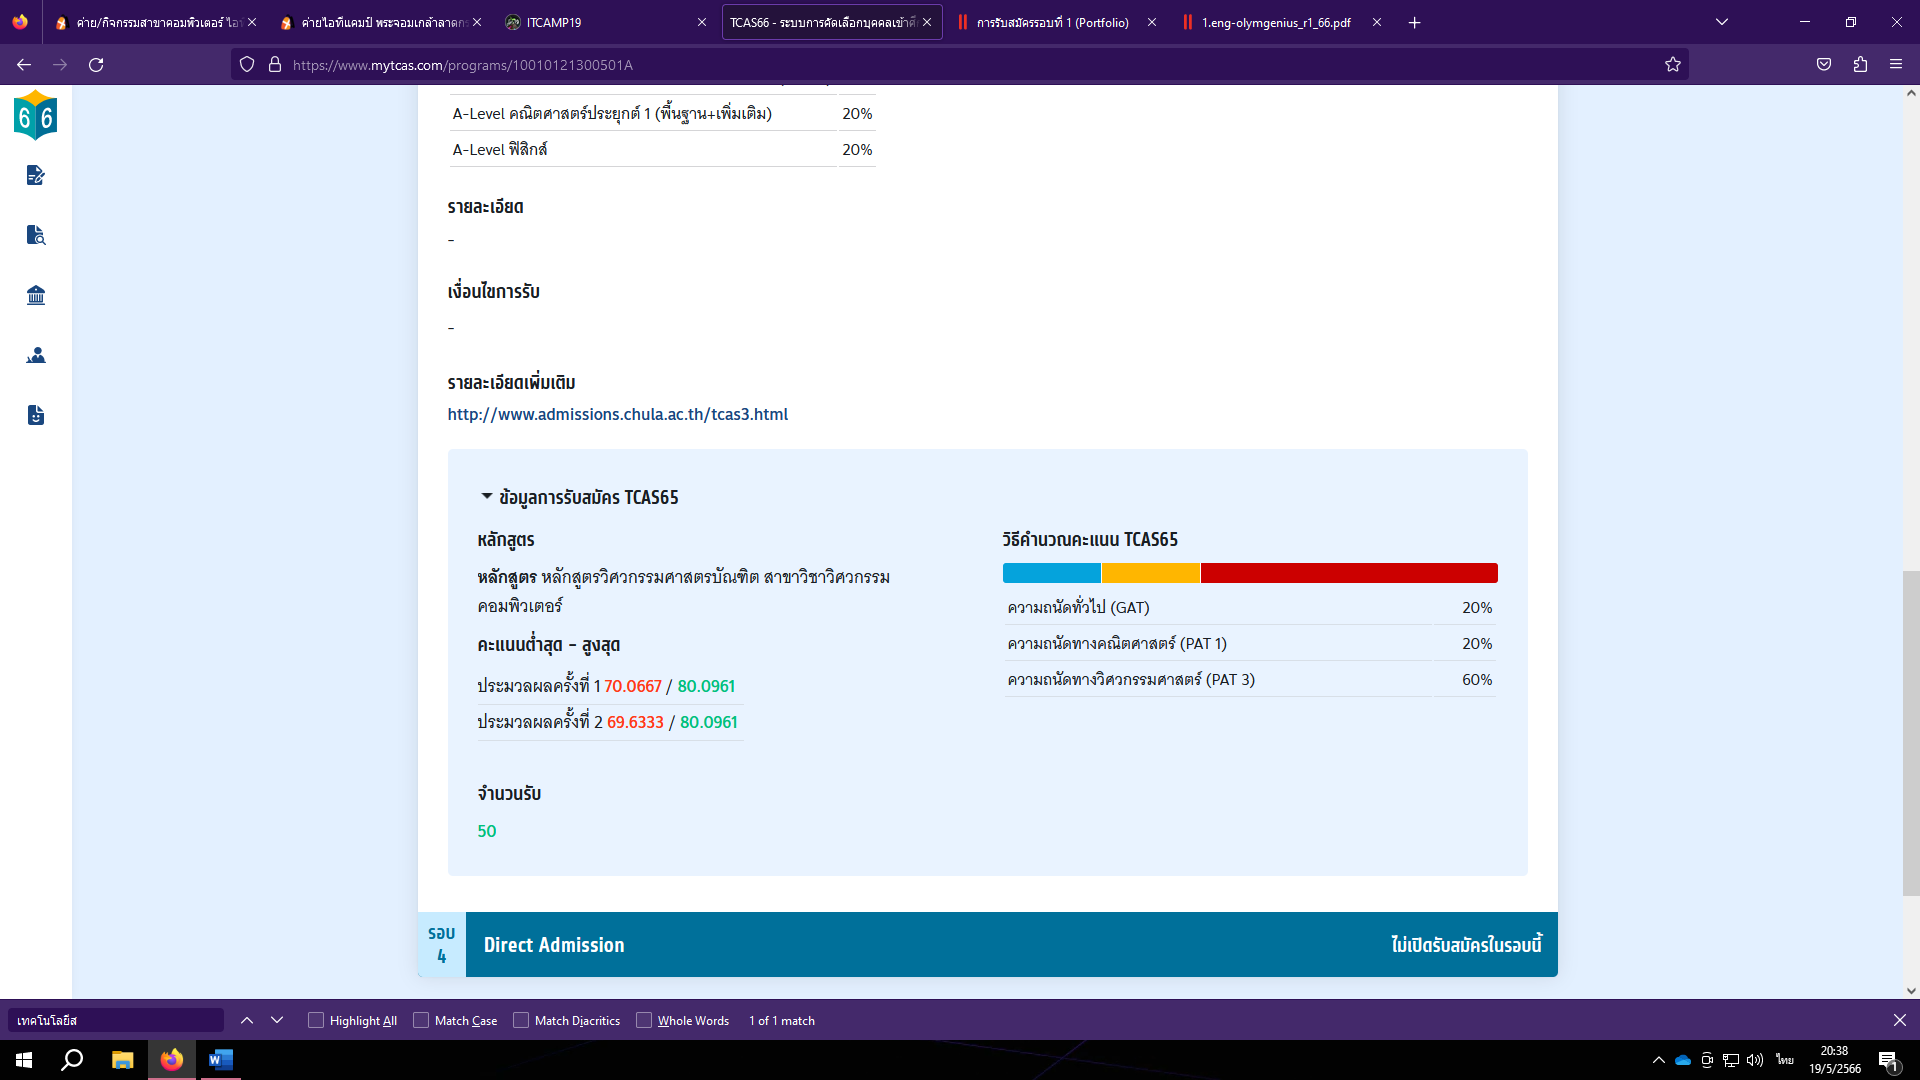 ค่าย/กิจกรรมสาขาคอมพิวเตอร์ ไอที
ค่ายไอทีแคมป์ พระจอมเกล้าลาดกร
ITCAMP19
TCAS66 - ระบบการคัดเลือกบุคคลเข้าศึ
การรับสมัครรอบที่ 1 (Portfolio)
1.eng-olymgenius_r1_66.pdf
https://www.mytcas.com/programs/10010121300501A
66
A-Level คณิตศาสตร์ประยุกต์ 1 (พื้นฐาน+เพิ่มเติม) 20%
A-Level ฟิสิกส์ 20%
รายละเอียด
-
เงื่อนไขการรับ
-
รายละเอียดเพิ่มเติม
http://www.admissions.chula.ac.th/tcas3.html
ข้อมูลการรับสมัคร TCAS65
หลักสูตร
หลักสูตร หลักสูตรวิศวกรรมศาสตรบัณฑิต สาขาวิชาวิศวกรรม
คอมพิวเตอร์
คะแนนต่ำสุด - สูงสุด
ประมวลผลครั้งที่ 1 70.0667 / 80.0961
ประมวลผลครั้งที่ 2 69.6333 / 80.0961
จำนวนรับ
50
วิธีคำนวณคะแนน TCAS65
ความถนัดทั่วไป (GAT) 20%
ความถนัดทางคณิตศาสตร์ (PAT 1) 20%
ความถนัดทางวิศวกรรมศาสตร์ (PAT 3) 60%
รอบ
4
Direct Admission
ไม่เปิดรับสมัครในรอบนี้
เทคโนโลยีส
Highlight All
Match Case
Match Diacritics
Whole Words
1 of 1 match
ไทย
20:38
19/5/2566
1